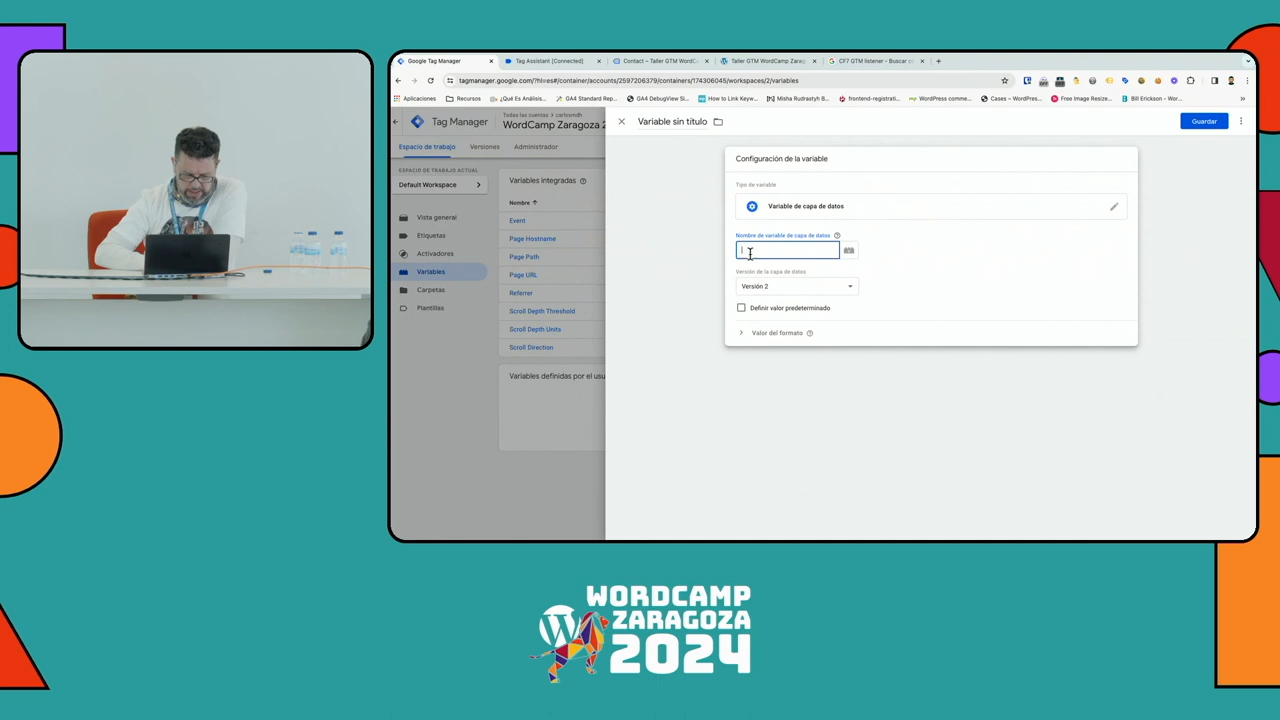 Google Tag Manager
Tag Assistant [Connected]
Contact – Taller GTM WordC
Taller GTM WordCamp Zarag
CF7 GTM listener - Buscar c
tagmanager.google.com/?hl=es#/container/accounts/2597206379/containers/174306045/workspaces/2/variables
Aplicaciones
Recursos
¿Qué Es Análisis...
GA4 Standard Rep...
GA4 DebugView Si...
How to Link Keyw...
Misha Rudrastyh B...
frontend-registrati...
WordPress comme...
Cases – WordPres...
Free Image Resize...
Bill Erickson - Wor...
Tag Manager
Todas las cuentas > carlvsmdh
WordCamp Zaragoza 2
Espacio de trabajo
Versiones
Administrador
ESPACIO DE TRABAJO ACTUAL
Default Workspace
Vista general
Etiquetas
Activadores
Variables
Carpetas
Plantillas
Variables integradas
Nombre
Event
Page Hostname
Page Path
Page URL
Referrer
Scroll Depth Threshold
Scroll Depth Units
Scroll Direction
Variables definidas por el usu
Variable sin título
Guardar
Configuración de la variable
Tipo de variable
Variable de capa de datos
Nombre de variable de capa de datos
Versión de la capa de datos
Versión 2
Definir valor predeterminado
Valor del formato
WORDCAMP
ZARAGOZA
2024